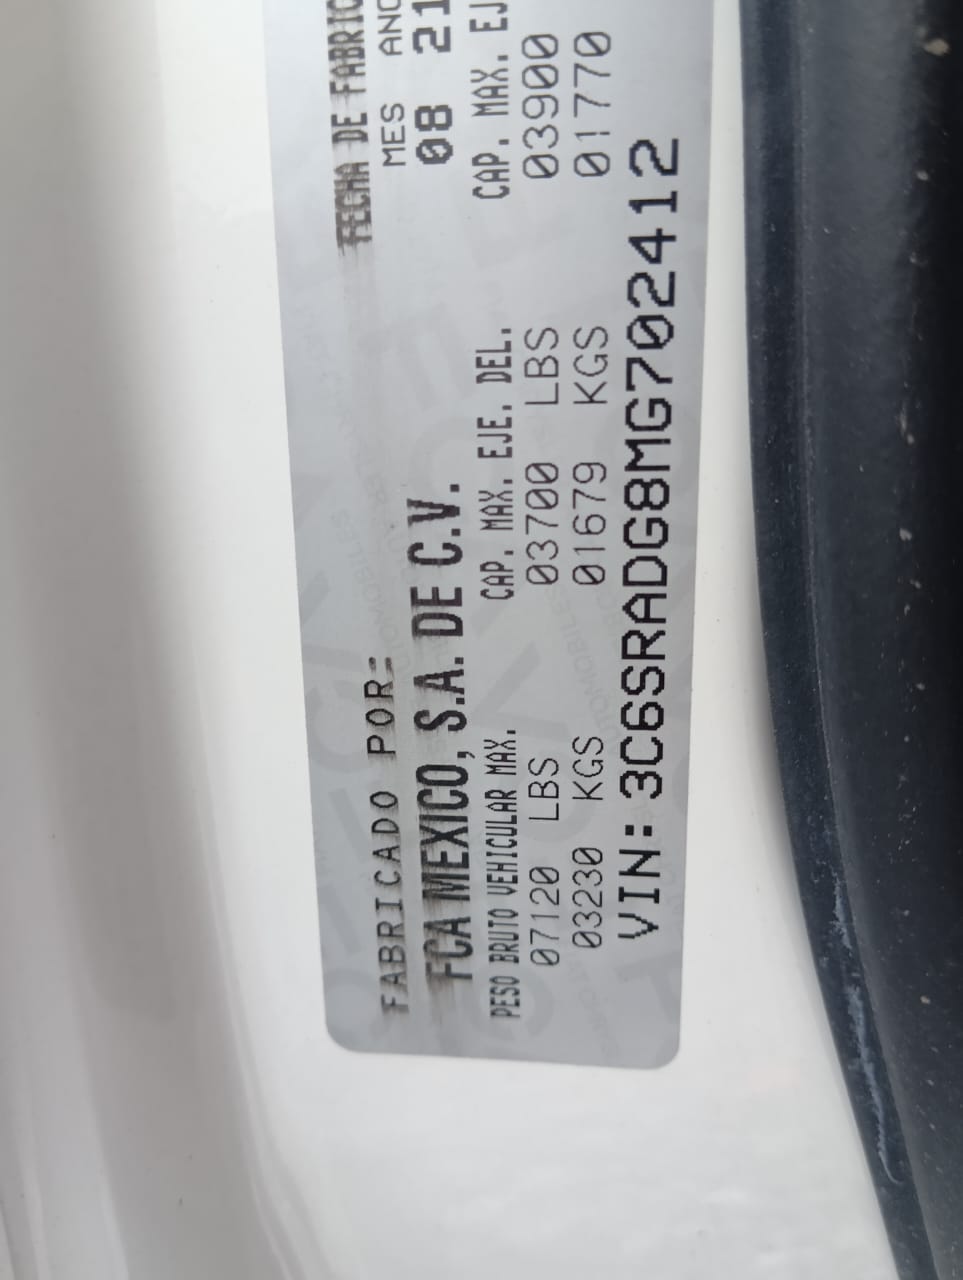 FABRICADO POR:
FECHA DE FABRIC
MES
08 21
FCA MEXICO, S.A. DE C.V.
PESO BRUTO VEHICULAR MAX. CAP. MAX. EJE. DEL. CAP. MAX. EJ
07120 LBS 03700 LBS 03900
03230 KGS 01679 KGS 01770
VIN: 3C6SRADG8MG702412